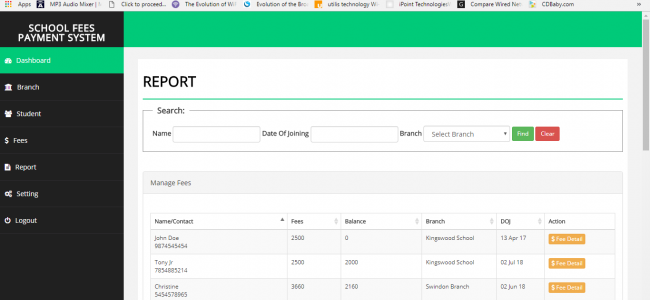 Apps MP3 Audio Mixer | M Click to proceed... The Evolution of Wi Evolution of the Bro utilis technology W iPoint Technologies Compare Wired Net CDBaby.com
SCHOOL FEES
PAYMENT SYSTEM
Dashboard
Branch
Student
$ Fees
Report
Setting
Logout
REPORT
Search:
Name Date Of Joining Branch Select Branch Find Clear
Manage Fees
Name/Contact Fees Balance Branch DOJ Action
John Doe 2500 0 Kingswood School 13 Apr 17 $ Fee Detail
9874545454
Tony Jr 2500 2000 Kingswood School 02 Jul 18 $ Fee Detail
7854885214
Christine 3660 2160 Swindon Branch 02 Jun 18 $ Fee Detail
5454578965